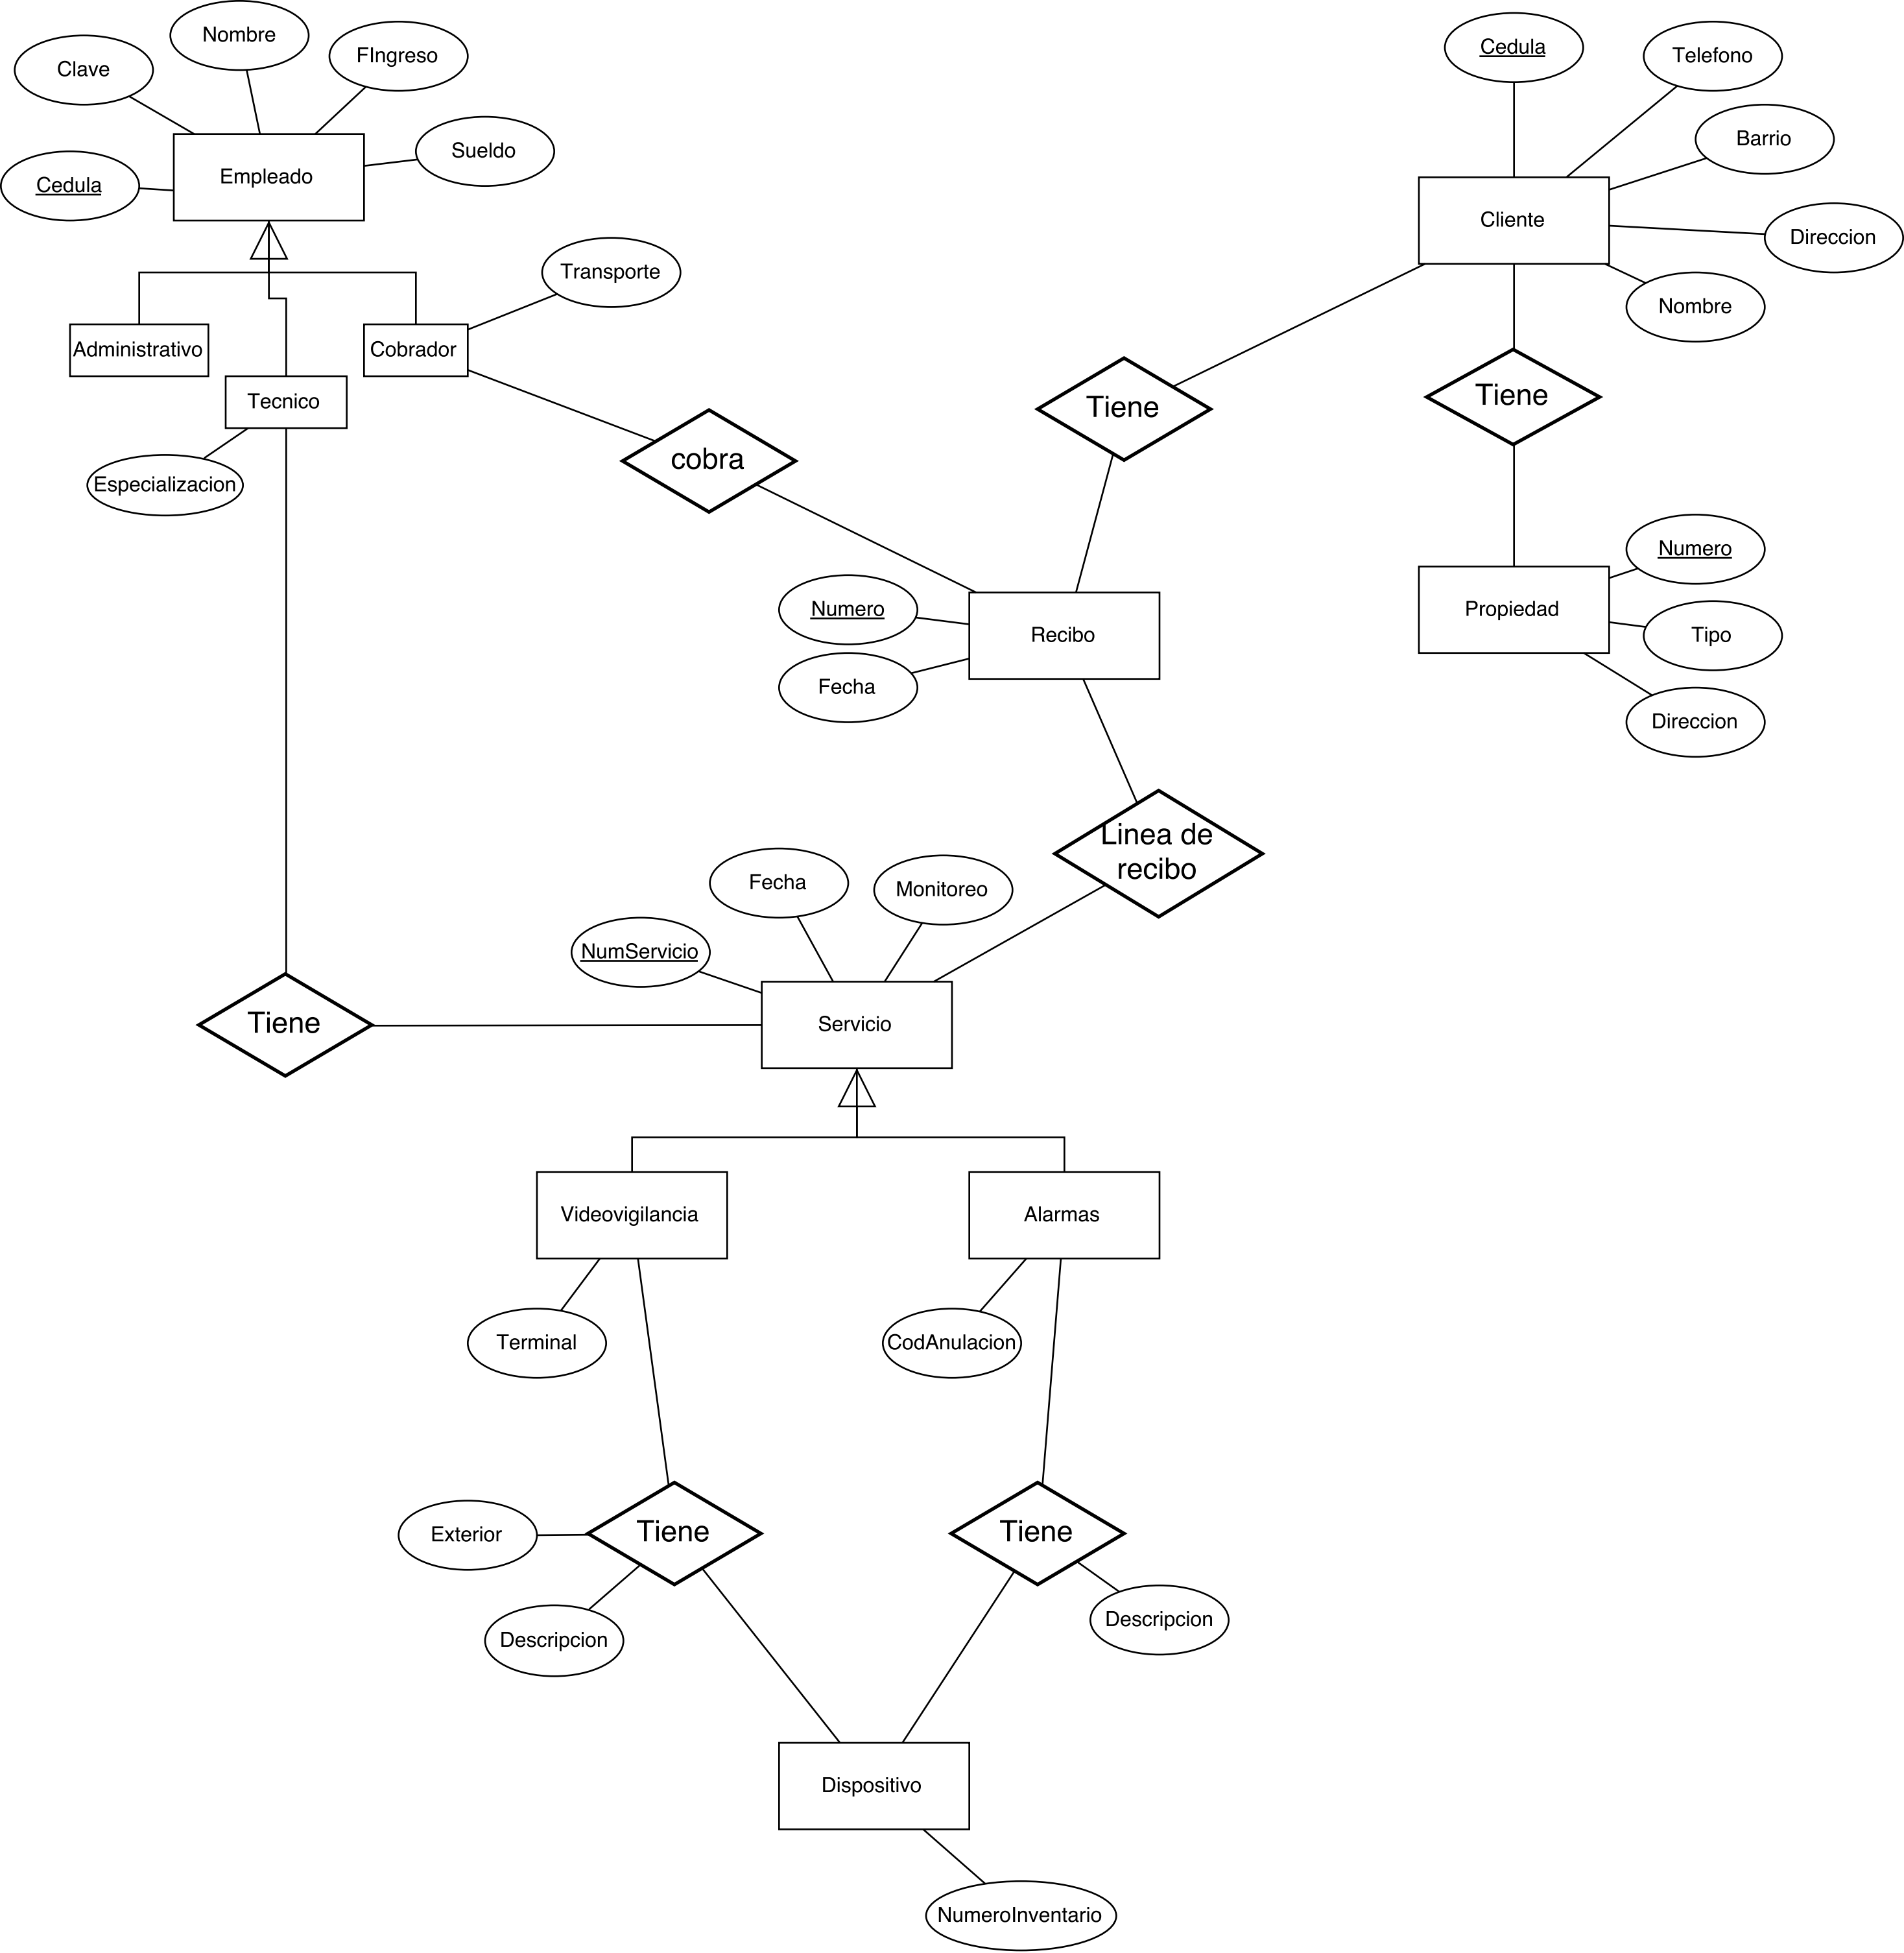 Nombre
Clave
FIngreso
Sueldo
Empleado
Cedula
Cedula
Telefono
Barrio
Cliente
Direccion
Nombre
Transporte
Administrativo
Cobrador
Tecnico
Especializacion
cobra
Tiene
Tiene
Numero
Propiedad
Tipo
Direccion
Numero
Recibo
Fecha
Linea de
recibo
Fecha
Monitoreo
NumServicio
Servicio
Tiene
Videovigilancia
Alarmas
Terminal
CodAnulacion
Exterior
Tiene
Tiene
Descripcion
Descripcion
Dispositivo
NumeroInventario